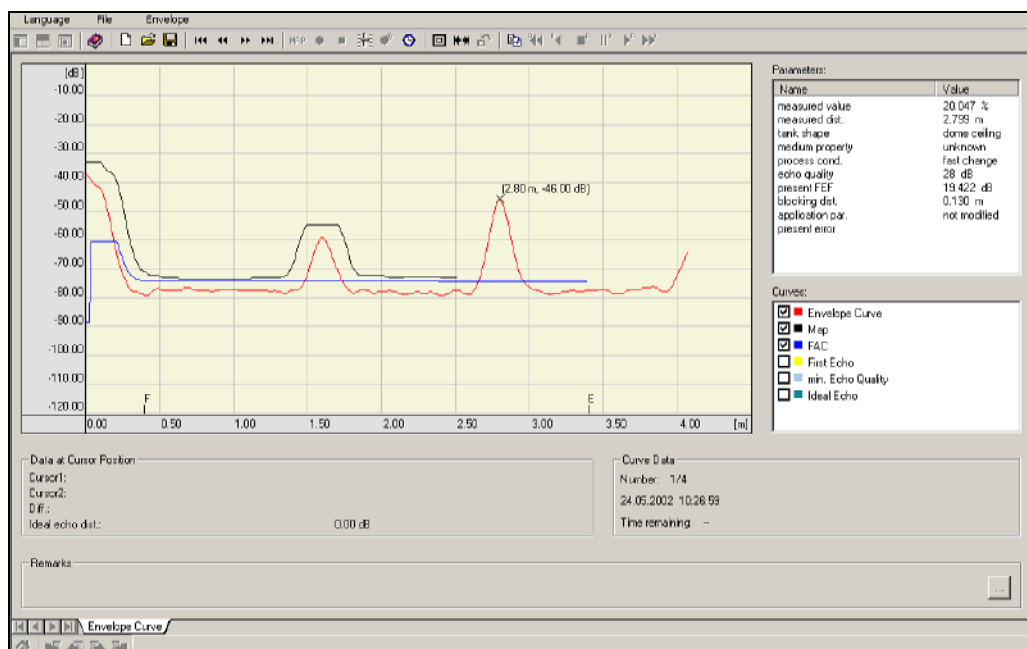 Language File Envelope
MAP
[dB]
-10.00
-20.00
-30.00
-40.00
-50.00
-60.00
-70.00
-80.00
-90.00
-100.00
-110.00
-120.00
(2.80 m, -46.00 dB)
F
E
0.00 0.50 1.00 1.50 2.00 2.50 3.00 3.50 4.00 [m]
Parameters:
Name Value
measured value 20.047 %
measured dist. 2.799 m
tank shape dome ceiling
medium property unknown
process cond. fast change
echo quality 28 dB
present FEF 19.422 dB
blocking dist. 0.130 m
application par. not modified
present error
Curves:
Envelope Curve
Map
FAC
First Echo
min. Echo Quality
Ideal Echo
Data at Cursor Position
Cursor1:
Cursor2:
Diff.:
Ideal echo dist.: 0.00 dB
Curve Data
Number: 1/4
24.05.2002 10:26:59
Time remaining: --
Remarks
...
Envelope Curve